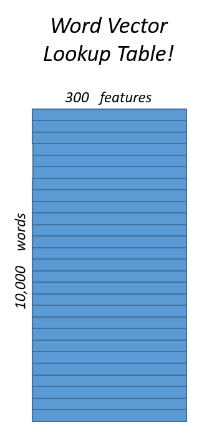 Word Vector
Lookup Table!
300 features
10,000 words